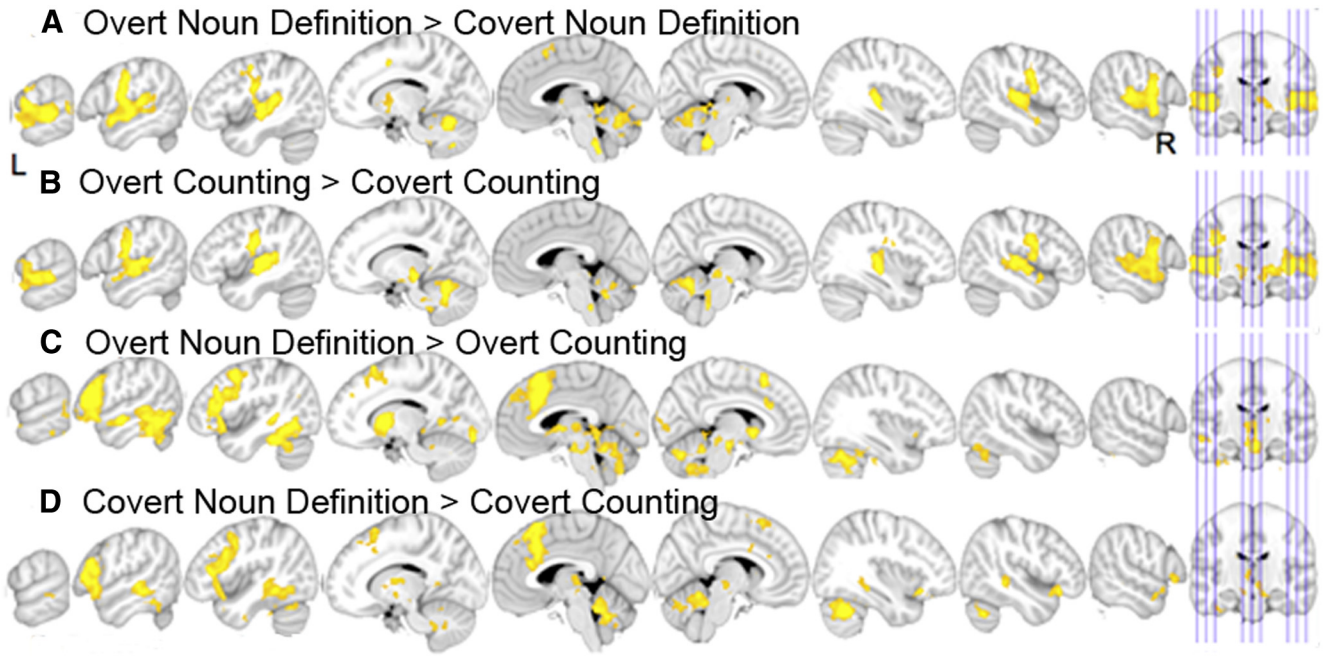 A Overt Noun Definition > Covert Noun Definition
R
L
B Overt Counting > Covert Counting
C Overt Noun Definition > Overt Counting
D Covert Noun Definition > Covert Counting